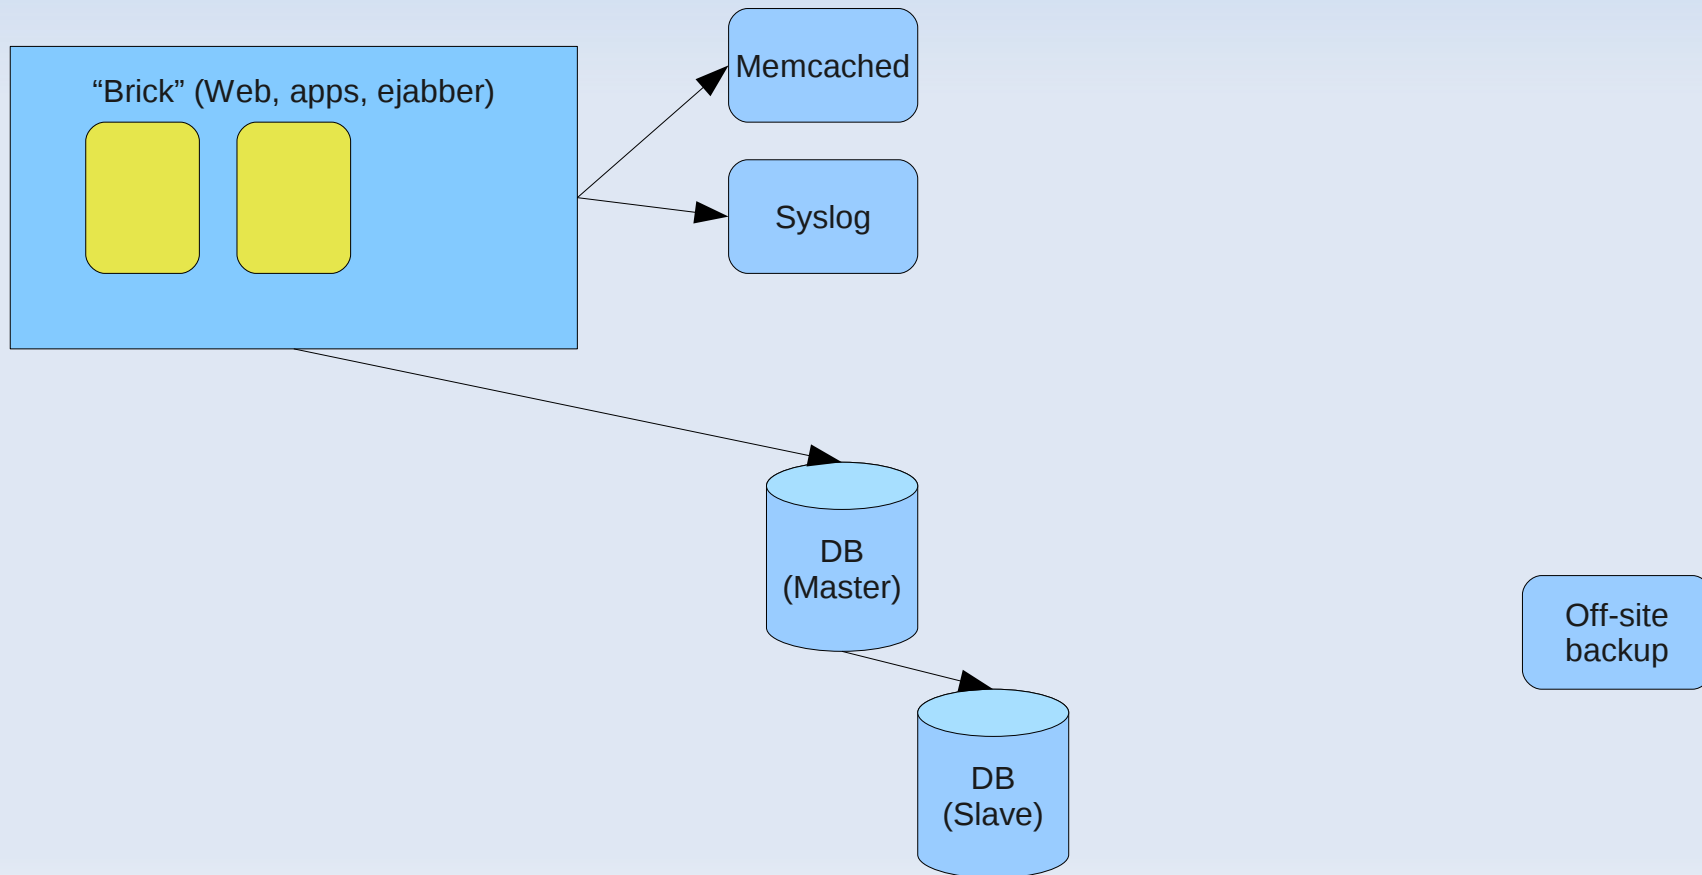 “Brick” (Web, apps, ejabber)
Memcached
Syslog
DB
(Master)
Off-site
backup
DB
(Slave)